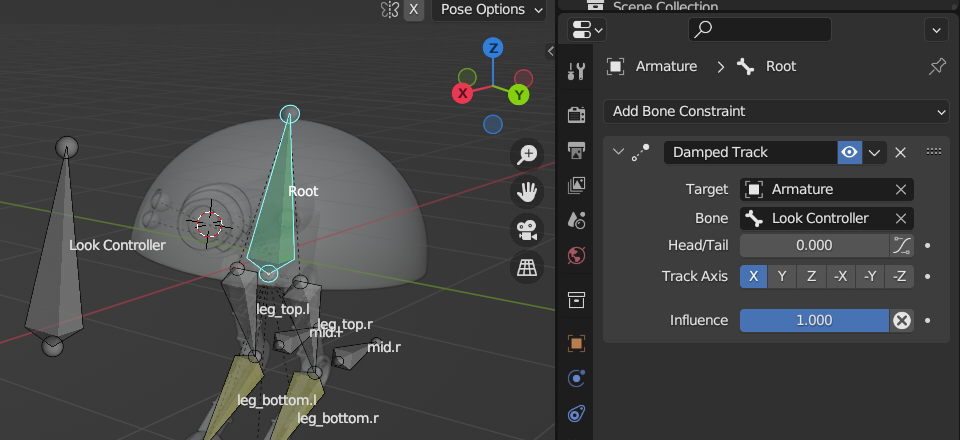 X
Pose Options
Z
X
Y
Look Controller
Root
leg_top.l
leg_top.r
mid.r
leg_bottom.l
leg_bottom.r
Scene Collection
Armature > Root
Add Bone Constraint
Damped Track
Target Armature
Bone Look Controller
Head/Tail 0.000
Track Axis X Y Z -X -Y -Z
Influence 1.000